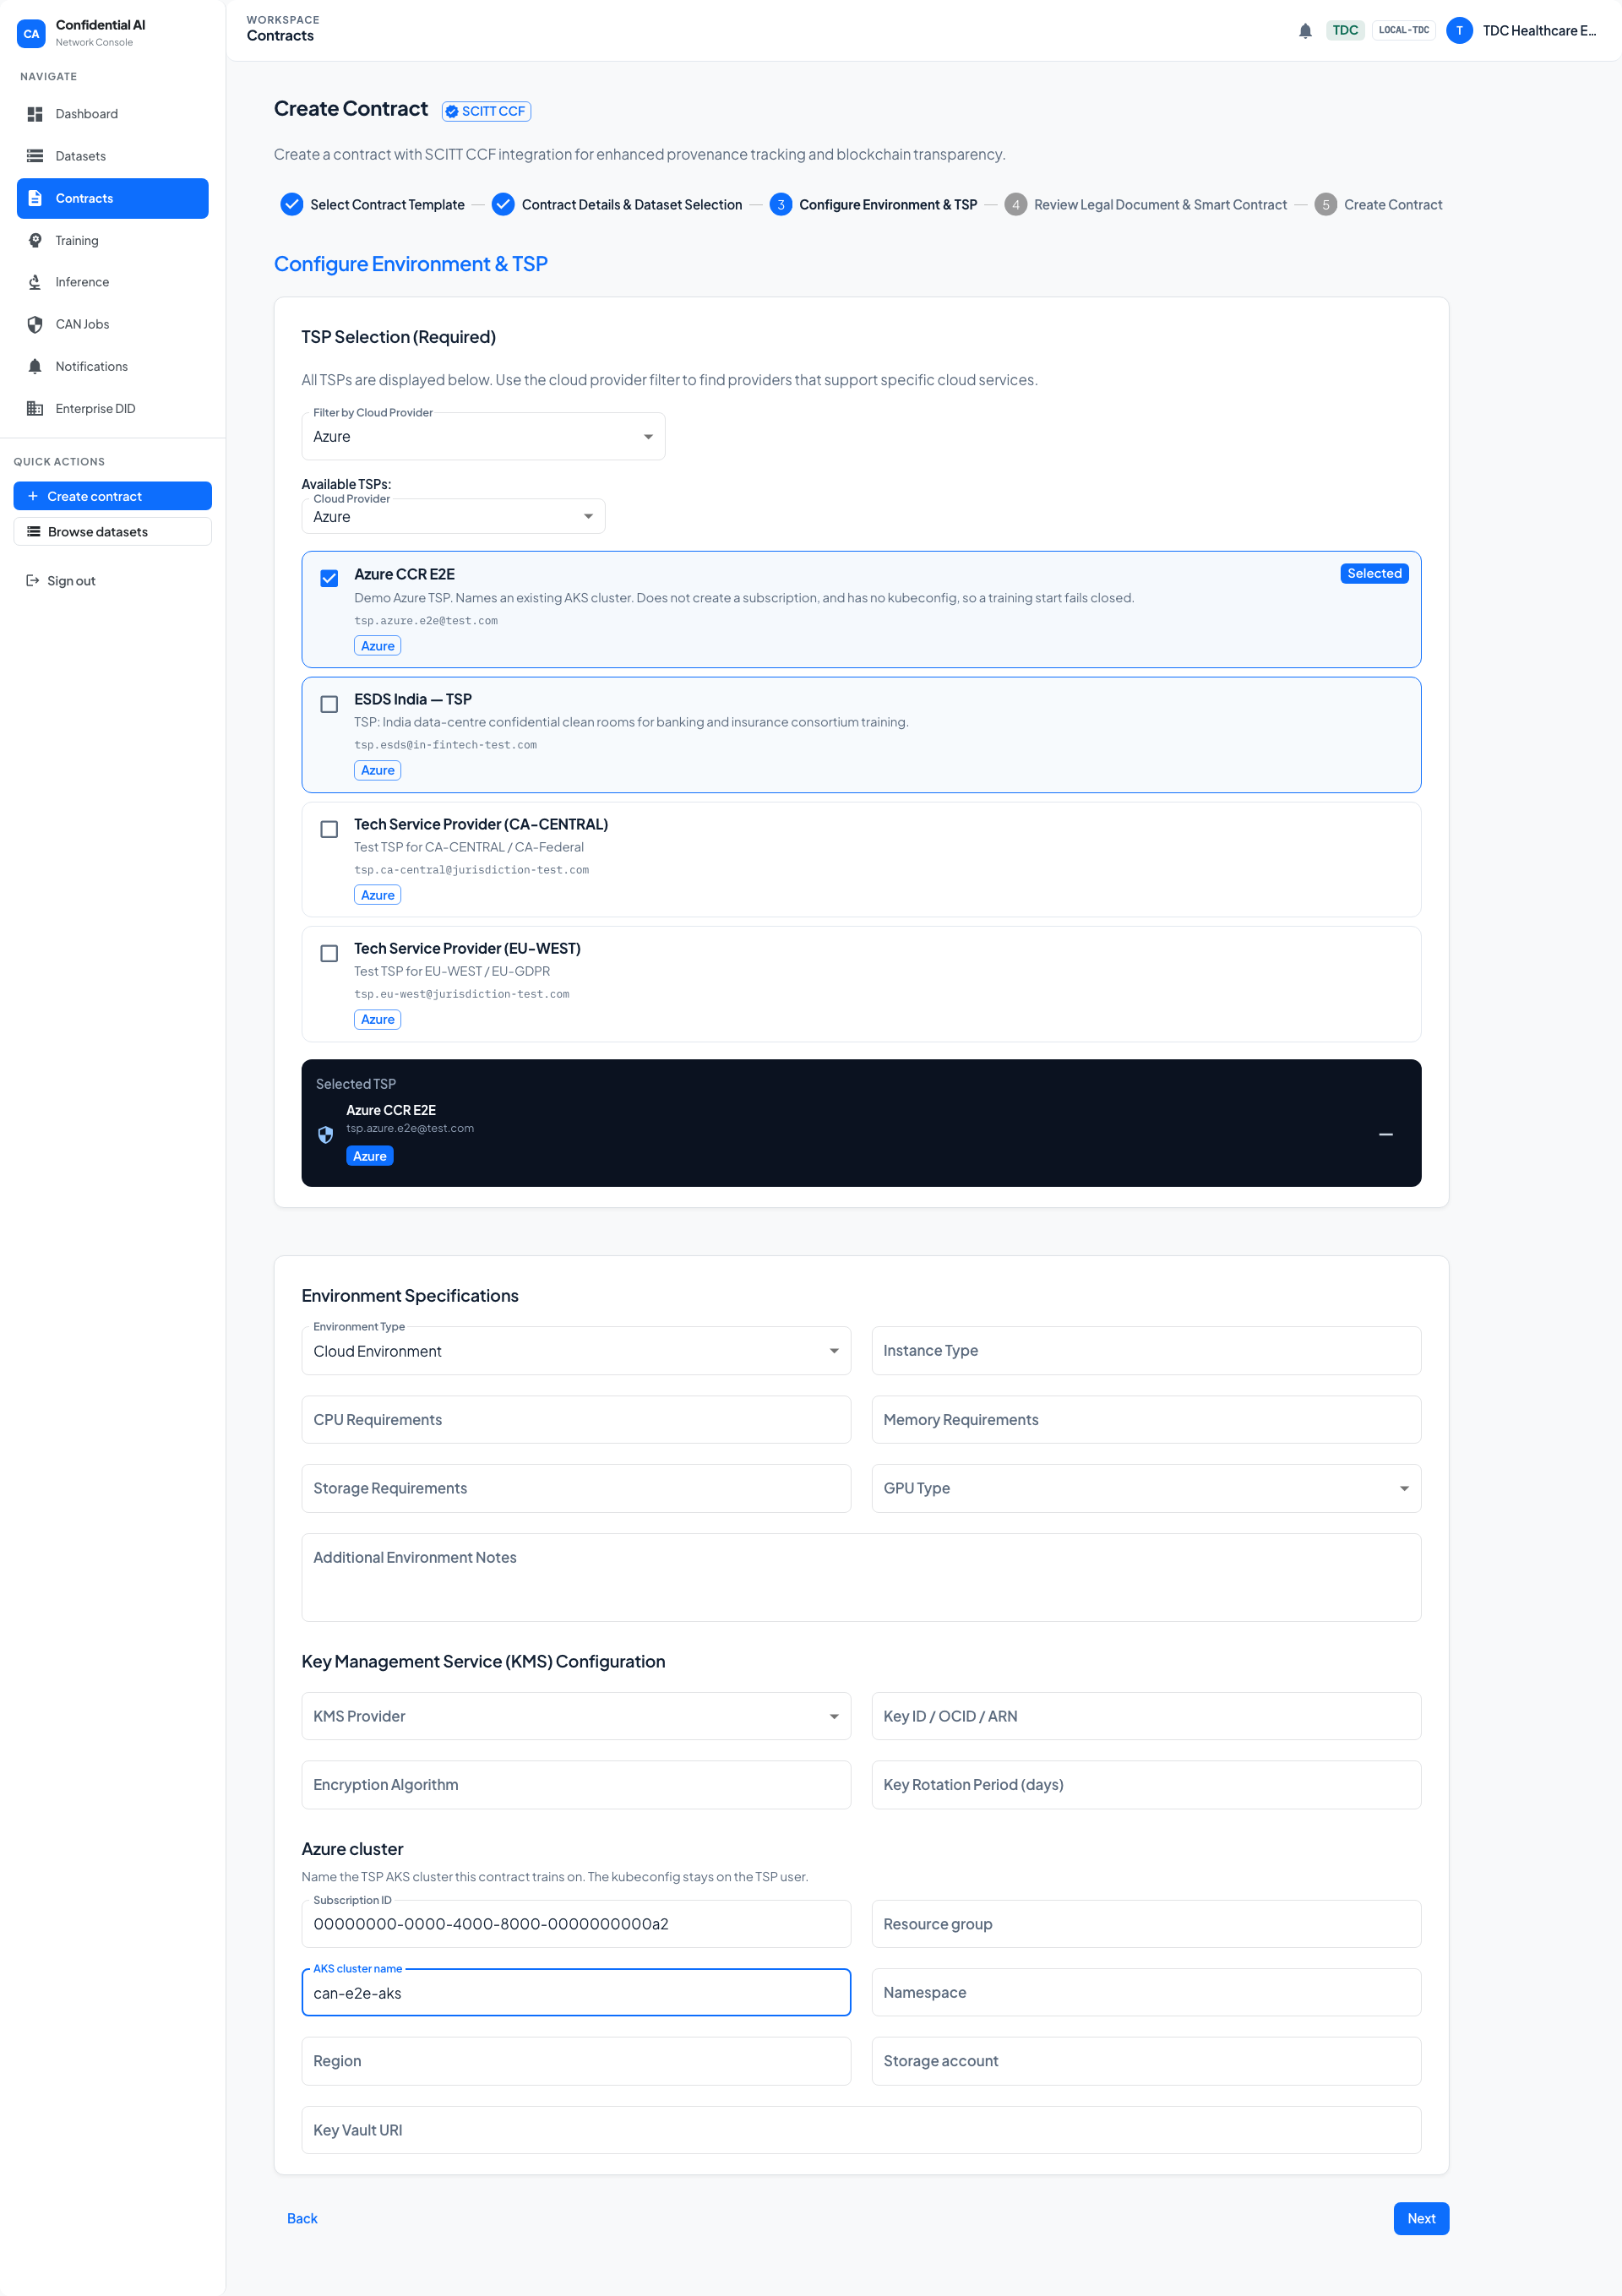 CA
Confidential AI
Network Console
NAVIGATE
Dashboard
Datasets
Contracts
Training
Inference
CAN Jobs
Notifications
Enterprise DID
QUICK ACTIONS
+ Create contract
Browse datasets
Sign out
WORKSPACE
Contracts
TDC
LOCAL-TDC
T
TDC Healthcare E...
Create Contract
SCITT CCF
Create a contract with SCITT CCF integration for enhanced provenance tracking and blockchain transparency.
Select Contract Template
Contract Details & Dataset Selection
3 Configure Environment & TSP
4 Review Legal Document & Smart Contract
5 Create Contract
Configure Environment & TSP
TSP Selection (Required)
All TSPs are displayed below. Use the cloud provider filter to find providers that support specific cloud services.
Filter by Cloud Provider
Azure
Available TSPs:
Cloud Provider
Azure
Azure CCR E2E
Selected
Demo Azure TSP. Names an existing AKS cluster. Does not create a subscription, and has no kubeconfig, so a training start fails closed.
tsp.azure.e2e@test.com
Azure
ESDS India — TSP
TSP: India data-centre confidential clean rooms for banking and insurance consortium training.
tsp.esds@in-fintech-test.com
Azure
Tech Service Provider (CA-CENTRAL)
Test TSP for CA-CENTRAL / CA-Federal
tsp.ca-central@jurisdiction-test.com
Azure
Tech Service Provider (EU-WEST)
Test TSP for EU-WEST / EU-GDPR
tsp.eu-west@jurisdiction-test.com
Azure
Selected TSP
Azure CCR E2E
tsp.azure.e2e@test.com
Azure
Environment Specifications
Environment Type
Cloud Environment
Instance Type
CPU Requirements
Memory Requirements
Storage Requirements
GPU Type
Additional Environment Notes
Key Management Service (KMS) Configuration
KMS Provider
Key ID / OCID / ARN
Encryption Algorithm
Key Rotation Period (days)
Azure cluster
Name the TSP AKS cluster this contract trains on. The kubeconfig stays on the TSP user.
Subscription ID
00000000-0000-4000-8000-0000000000a2
Resource group
AKS cluster name
can-e2e-aks
Namespace
Region
Storage account
Key Vault URI
Back
Next